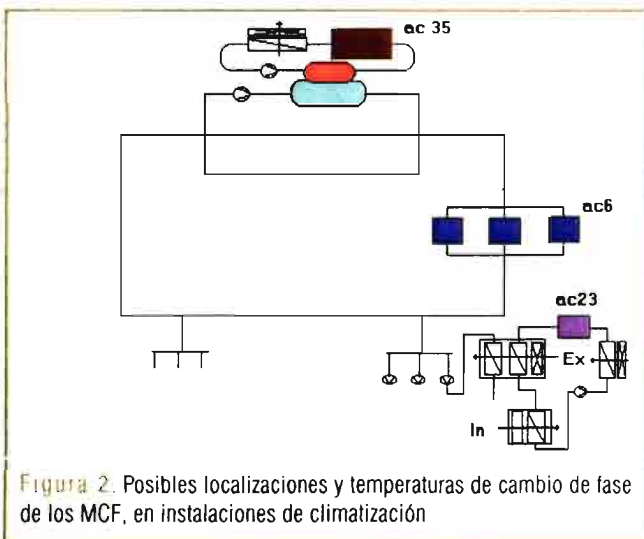 ac 35
ac6
ac23
Ex
In
Figura 2. Posibles localizaciones y temperaturas de cambio de fase
de los MCF, en instalaciones de climatización